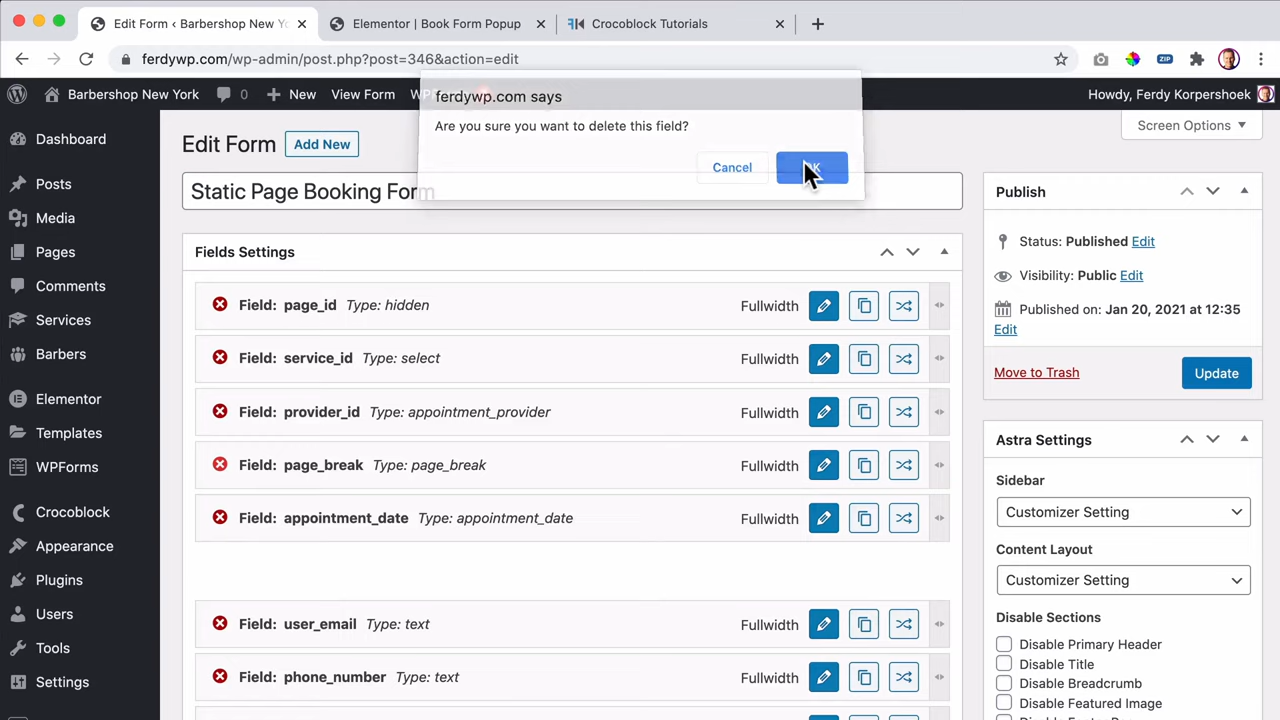 Edit Form ‹ Barbershop New Yo
Elementor | Book Form Popup
Crocoblock Tutorials
ferdywp.com/wp-admin/post.php?post=346&action=edit
ZIP
Barbershop New York
0
New
View Form
Howdy, Ferdy Korpershoek
ferdywp.com says
Are you sure you want to delete this field?
Cancel
Dashboard
Posts
Media
Pages
Comments
Services
Barbers
Elementor
Templates
WPForms
Crocoblock
Appearance
Plugins
Users
Tools
Settings
Edit Form
Add New
Screen Options
Static Page Booking Form
Fields Settings
Field: page_id Type: hidden Fullwidth
Field: service_id Type: select Fullwidth
Field: provider_id Type: appointment_provider Fullwidth
Field: page_break Type: page_break Fullwidth
Field: appointment_date Type: appointment_date Fullwidth
Field: user_email Type: text Fullwidth
Field: phone_number Type: text Fullwidth
Publish
Status: Published Edit
Visibility: Public Edit
Published on: Jan 20, 2021 at 12:35
Edit
Move to Trash
Update
Astra Settings
Sidebar
Customizer Setting
Content Layout
Customizer Setting
Disable Sections
Disable Primary Header
Disable Title
Disable Breadcrumb
Disable Featured Image